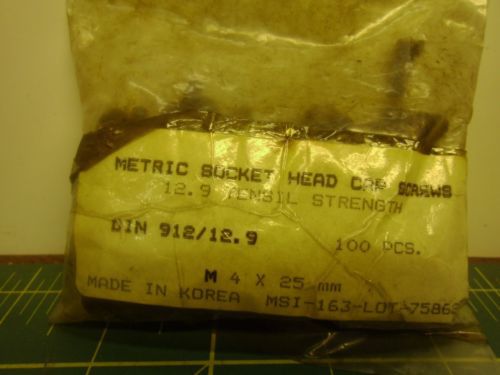 METRIC SOCKET HEAD CAP SCREWS
12.9 TENSIL STRENGTH
DIN 912/12.9 100 PCS.
M 4 X 25 mm
MADE IN KOREA MSI-163-LOT-75862